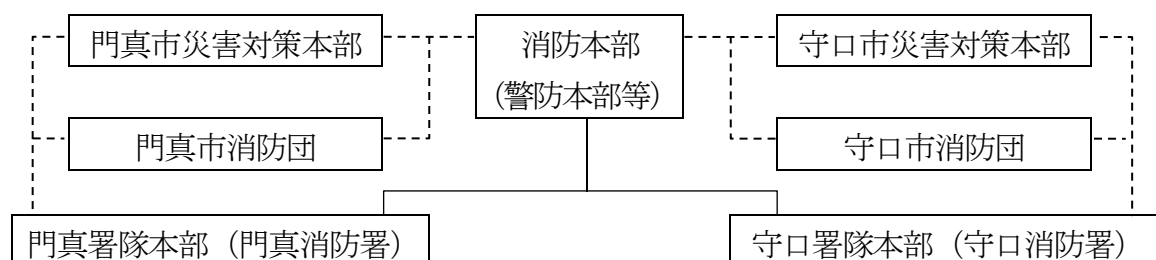 門真市災害対策本部
消防本部
(警防本部等)
守口市災害対策本部
門真市消防団
守口市消防団
門真署隊本部(門真消防署)
守口署隊本部(守口消防署)